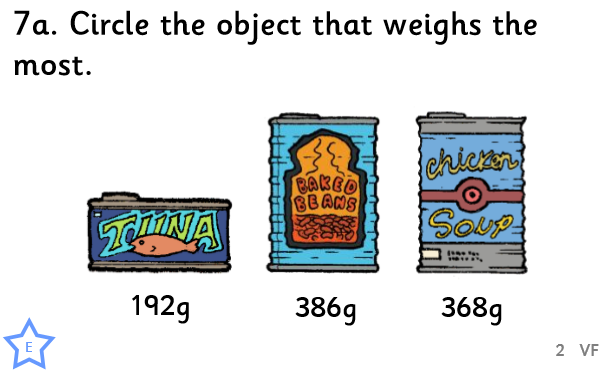 7a. Circle the object that weighs the
most.
TUNA
BAKED
BEANS
chicken
Soup
192g 386g 368g
E
2 VF